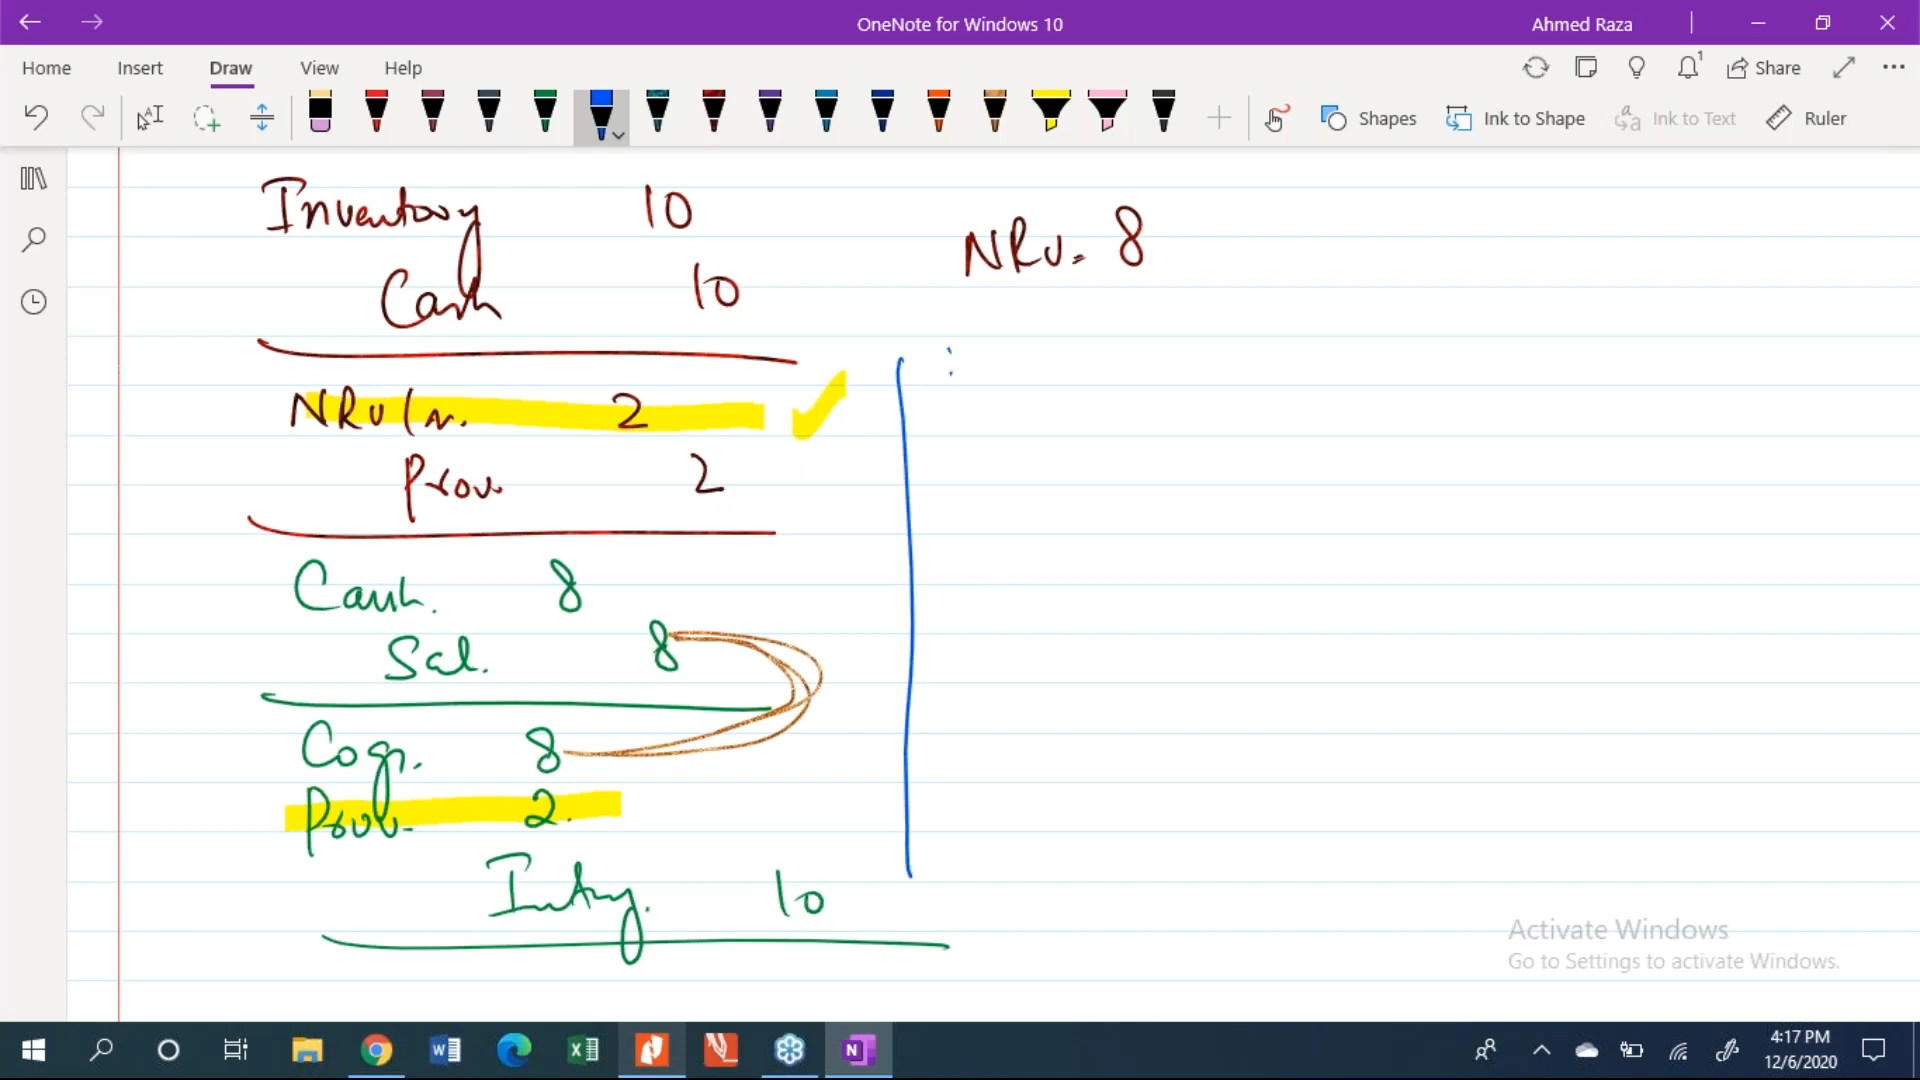 OneNote for Windows 10
Ahmed Raza
Home Insert Draw View Help
1
Share
Shapes Ink to Shape Ink to Text Ruler
Inventory 10
Cash 10
NRV. 8
NRV Ln. 2
Prov 2
Cash. 8
Sal. 8
Cogs. 8
Prov. 2.
Intry. 10
Activate Windows
Go to Settings to activate Windows.
4:17 PM
12/6/2020